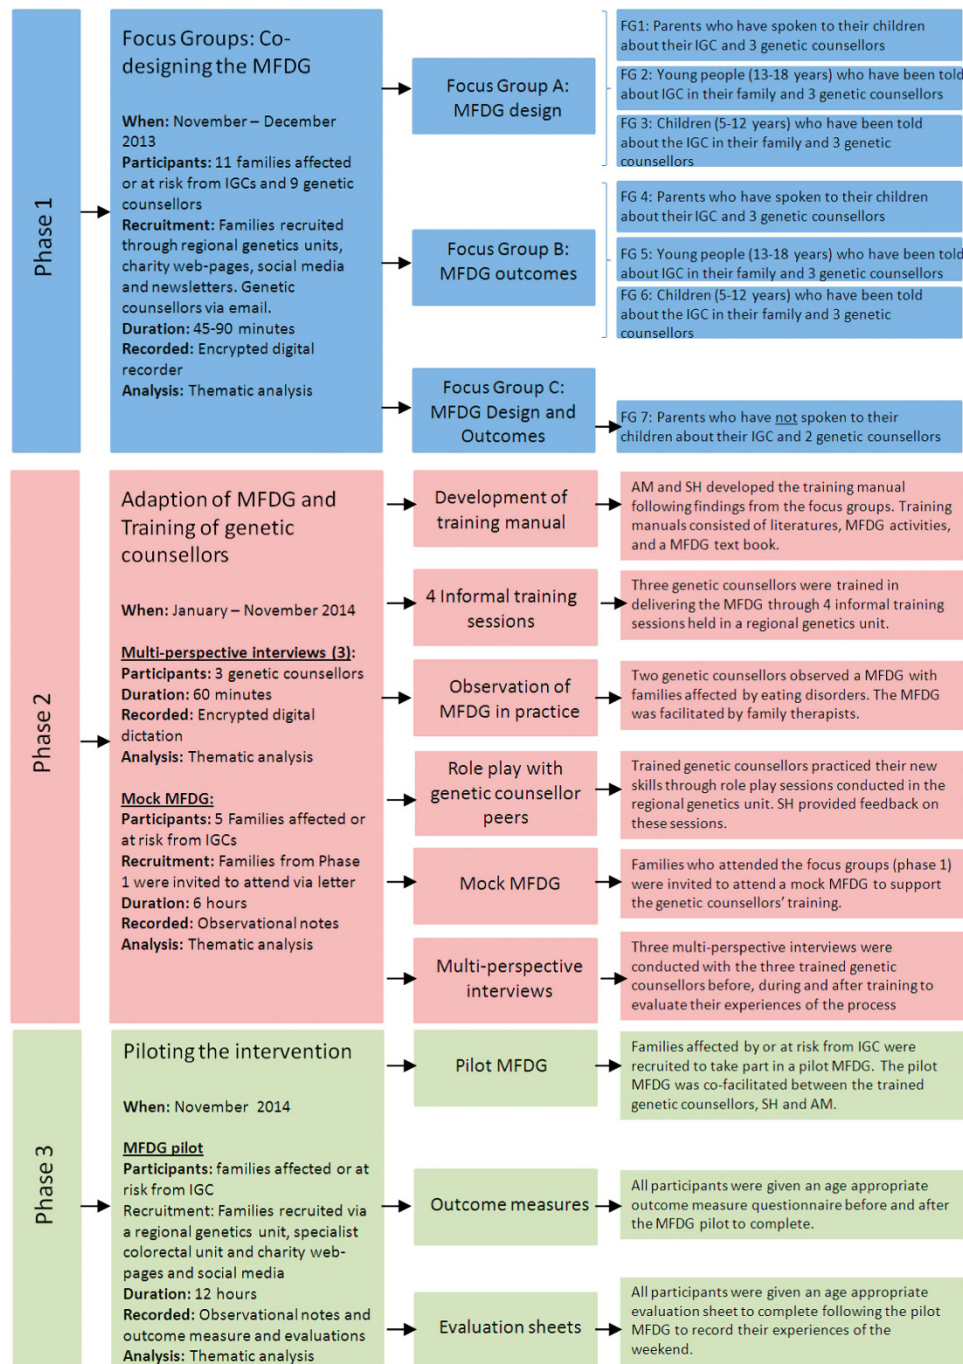 Phase 1
Focus Groups: Co-
designing the MFDG
When: November – December
2013
Participants: 11 families affected
or at risk from IGCs and 9 genetic
counsellors
Recruitment: Families recruited
through regional genetics units,
charity web-pages, social media
and newsletters. Genetic
counsellors via email.
Duration: 45-90 minutes
Recorded: Encrypted digital
recorder
Analysis: Thematic analysis
Focus Group A:
MFDG design
FG1: Parents who have spoken to their children
about their IGC and 3 genetic counsellors
FG 2: Young people (13-18 years) who have been told
about IGC in their family and 3 genetic counsellors
FG 3: Children (5-12 years) who have been told
about the IGC in their family and 3 genetic
counsellors
Focus Group B:
MFDG outcomes
FG 4: Parents who have spoken to their children
about their IGC and 3 genetic counsellors
FG 5: Young people (13-18 years) who have been told
about IGC in their family and 3 genetic counsellors
FG 6: Children (5-12 years) who have been told
about the IGC in their family and 3 genetic
counsellors
Focus Group C:
MFDG Design and
Outcomes
FG 7: Parents who have not spoken to their
children about their IGC and 2 genetic counsellors
Phase 2
Adaption of MFDG and
Training of genetic
counsellors
When: January – November 2014
Multi-perspective interviews (3):
Participants: 3 genetic counsellors
Duration: 60 minutes
Recorded: Encrypted digital
dictation
Analysis: Thematic analysis
Mock MFDG:
Participants: 5 Families affected or
at risk from IGCs
Recruitment: Families from Phase
1 were invited to attend via letter
Duration: 6 hours
Recorded: Observational notes
Analysis: Thematic analysis
Development of
training manual
AM and SH developed the training manual
following findings from the focus groups. Training
manuals consisted of literatures, MFDG activities,
and a MFDG text book.
4 Informal training
sessions
Three genetic counsellors were trained in
delivering the MFDG through 4 informal training
sessions held in a regional genetics unit.
Observation of
MFDG in practice
Two genetic counsellors observed a MFDG with
families affected by eating disorders. The MFDG
was facilitated by family therapists.
Role play with
genetic counsellor
peers
Trained genetic counsellors practiced their new
skills through role play sessions conducted in the
regional genetics unit. SH provided feedback on
these sessions.
Mock MFDG
Families who attended the focus groups (phase 1)
were invited to attend a mock MFDG to support
the genetic counsellors' training.
Multi-perspective
interviews
Three multi-perspective interviews were
conducted with the three trained genetic
counsellors before, during and after training to
evaluate their experiences of the process
Phase 3
Piloting the intervention
When: November 2014
MFDG pilot
Participants: families affected or at
risk from IGC
Recruitment: Families recruited via
a regional genetics unit, specialist
colorectal unit and charity web-
pages and social media
Duration: 12 hours
Recorded: Observational notes and
outcome measure and evaluations
Analysis: Thematic analysis
Pilot MFDG
Families affected by or at risk from IGC were
recruited to take part in a pilot MFDG. The pilot
MFDG was co-facilitated between the trained
genetic counsellors, SH and AM.
Outcome measures
All participants were given an age appropriate
outcome measure questionnaire before and after
the MFDG pilot to complete.
Evaluation sheets
All participants were given an age appropriate
evaluation sheet to complete following the pilot
MFDG to record their experiences of the
weekend.